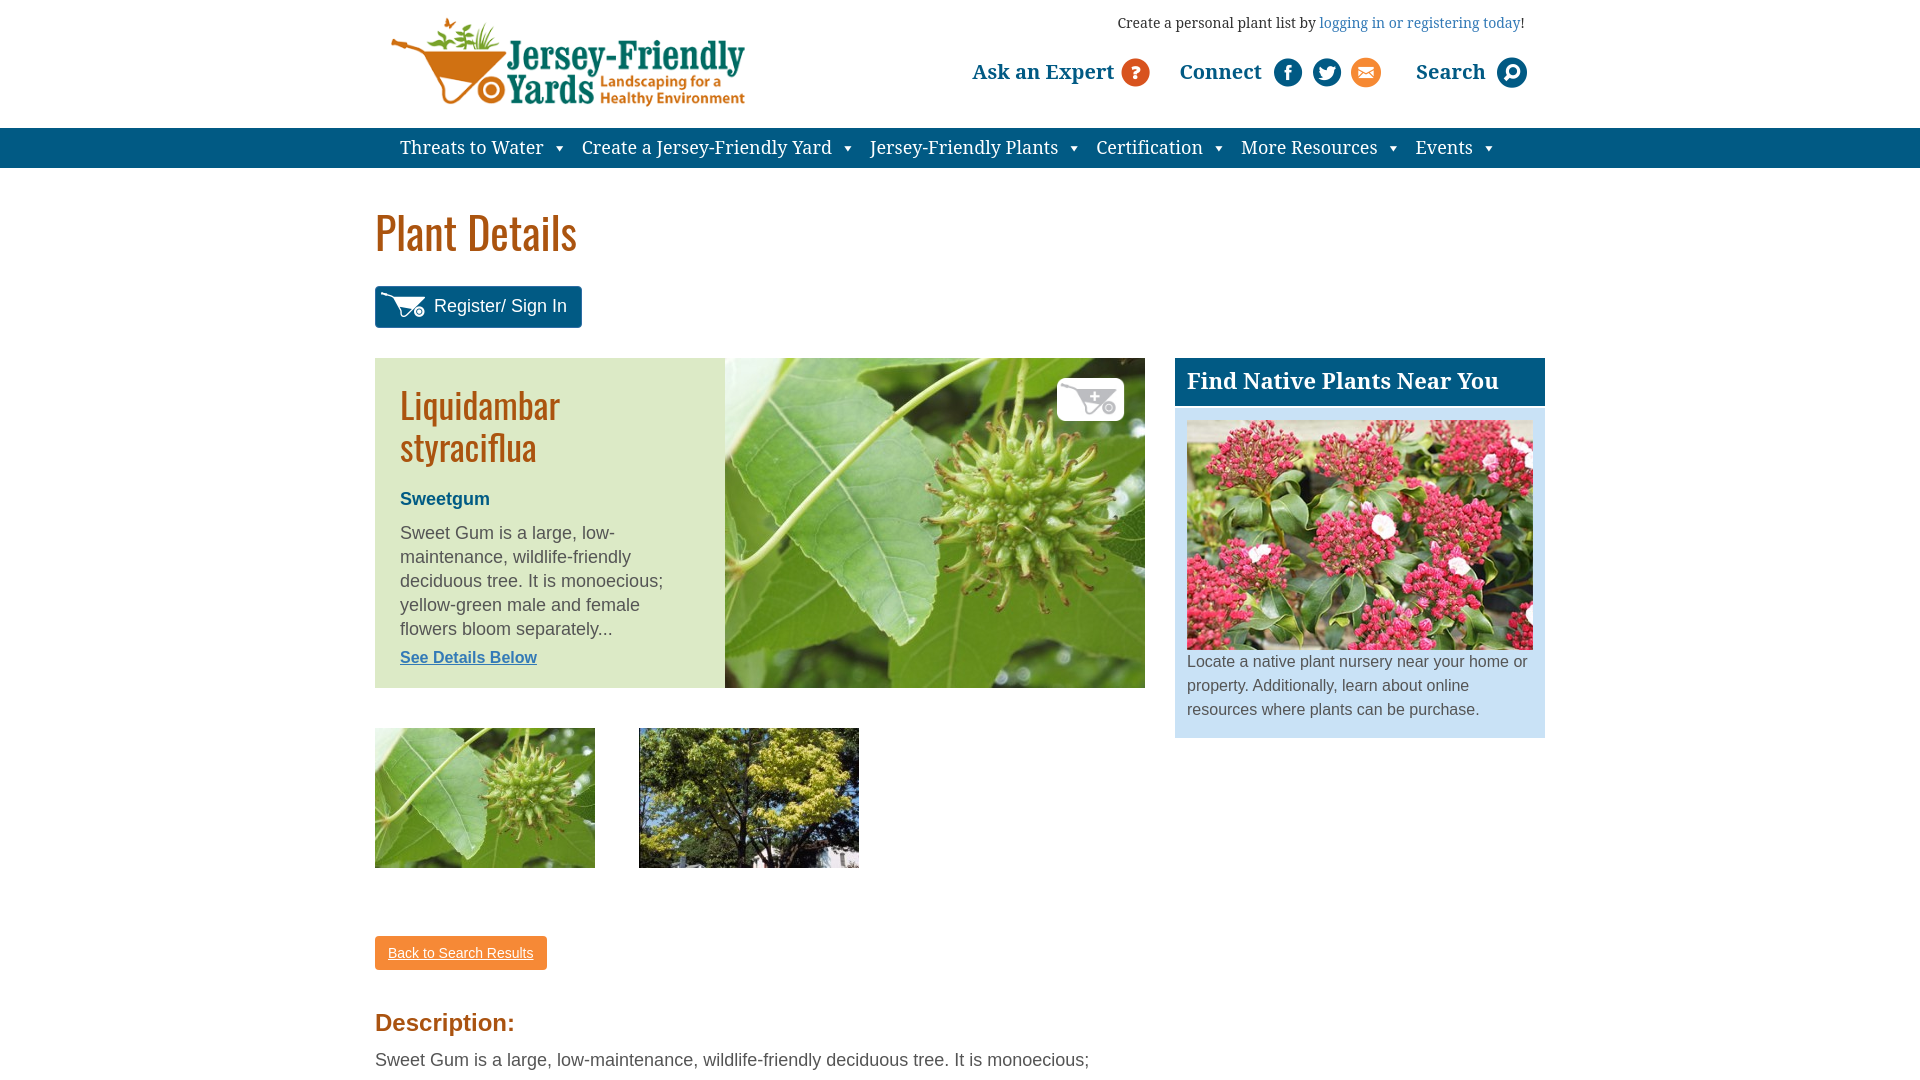 Create a personal plant list by logging in or registering today!
Jersey-Friendly
Yards Landscaping for a
Healthy Environment
Ask an Expert ? Connect f Search
Threats to Water Create a Jersey-Friendly Yard Jersey-Friendly Plants Certification More Resources Events
Plant Details
Register/ Sign In
Liquidambar
styraciflua
Sweetgum
Sweet Gum is a large, low-
maintenance, wildlife-friendly
deciduous tree. It is monoecious;
yellow-green male and female
flowers bloom separately...
See Details Below
Find Native Plants Near You
Locate a native plant nursery near your home or
property. Additionally, learn about online
resources where plants can be purchase.
Back to Search Results
Description:
Sweet Gum is a large, low-maintenance, wildlife-friendly deciduous tree. It is monoecious;